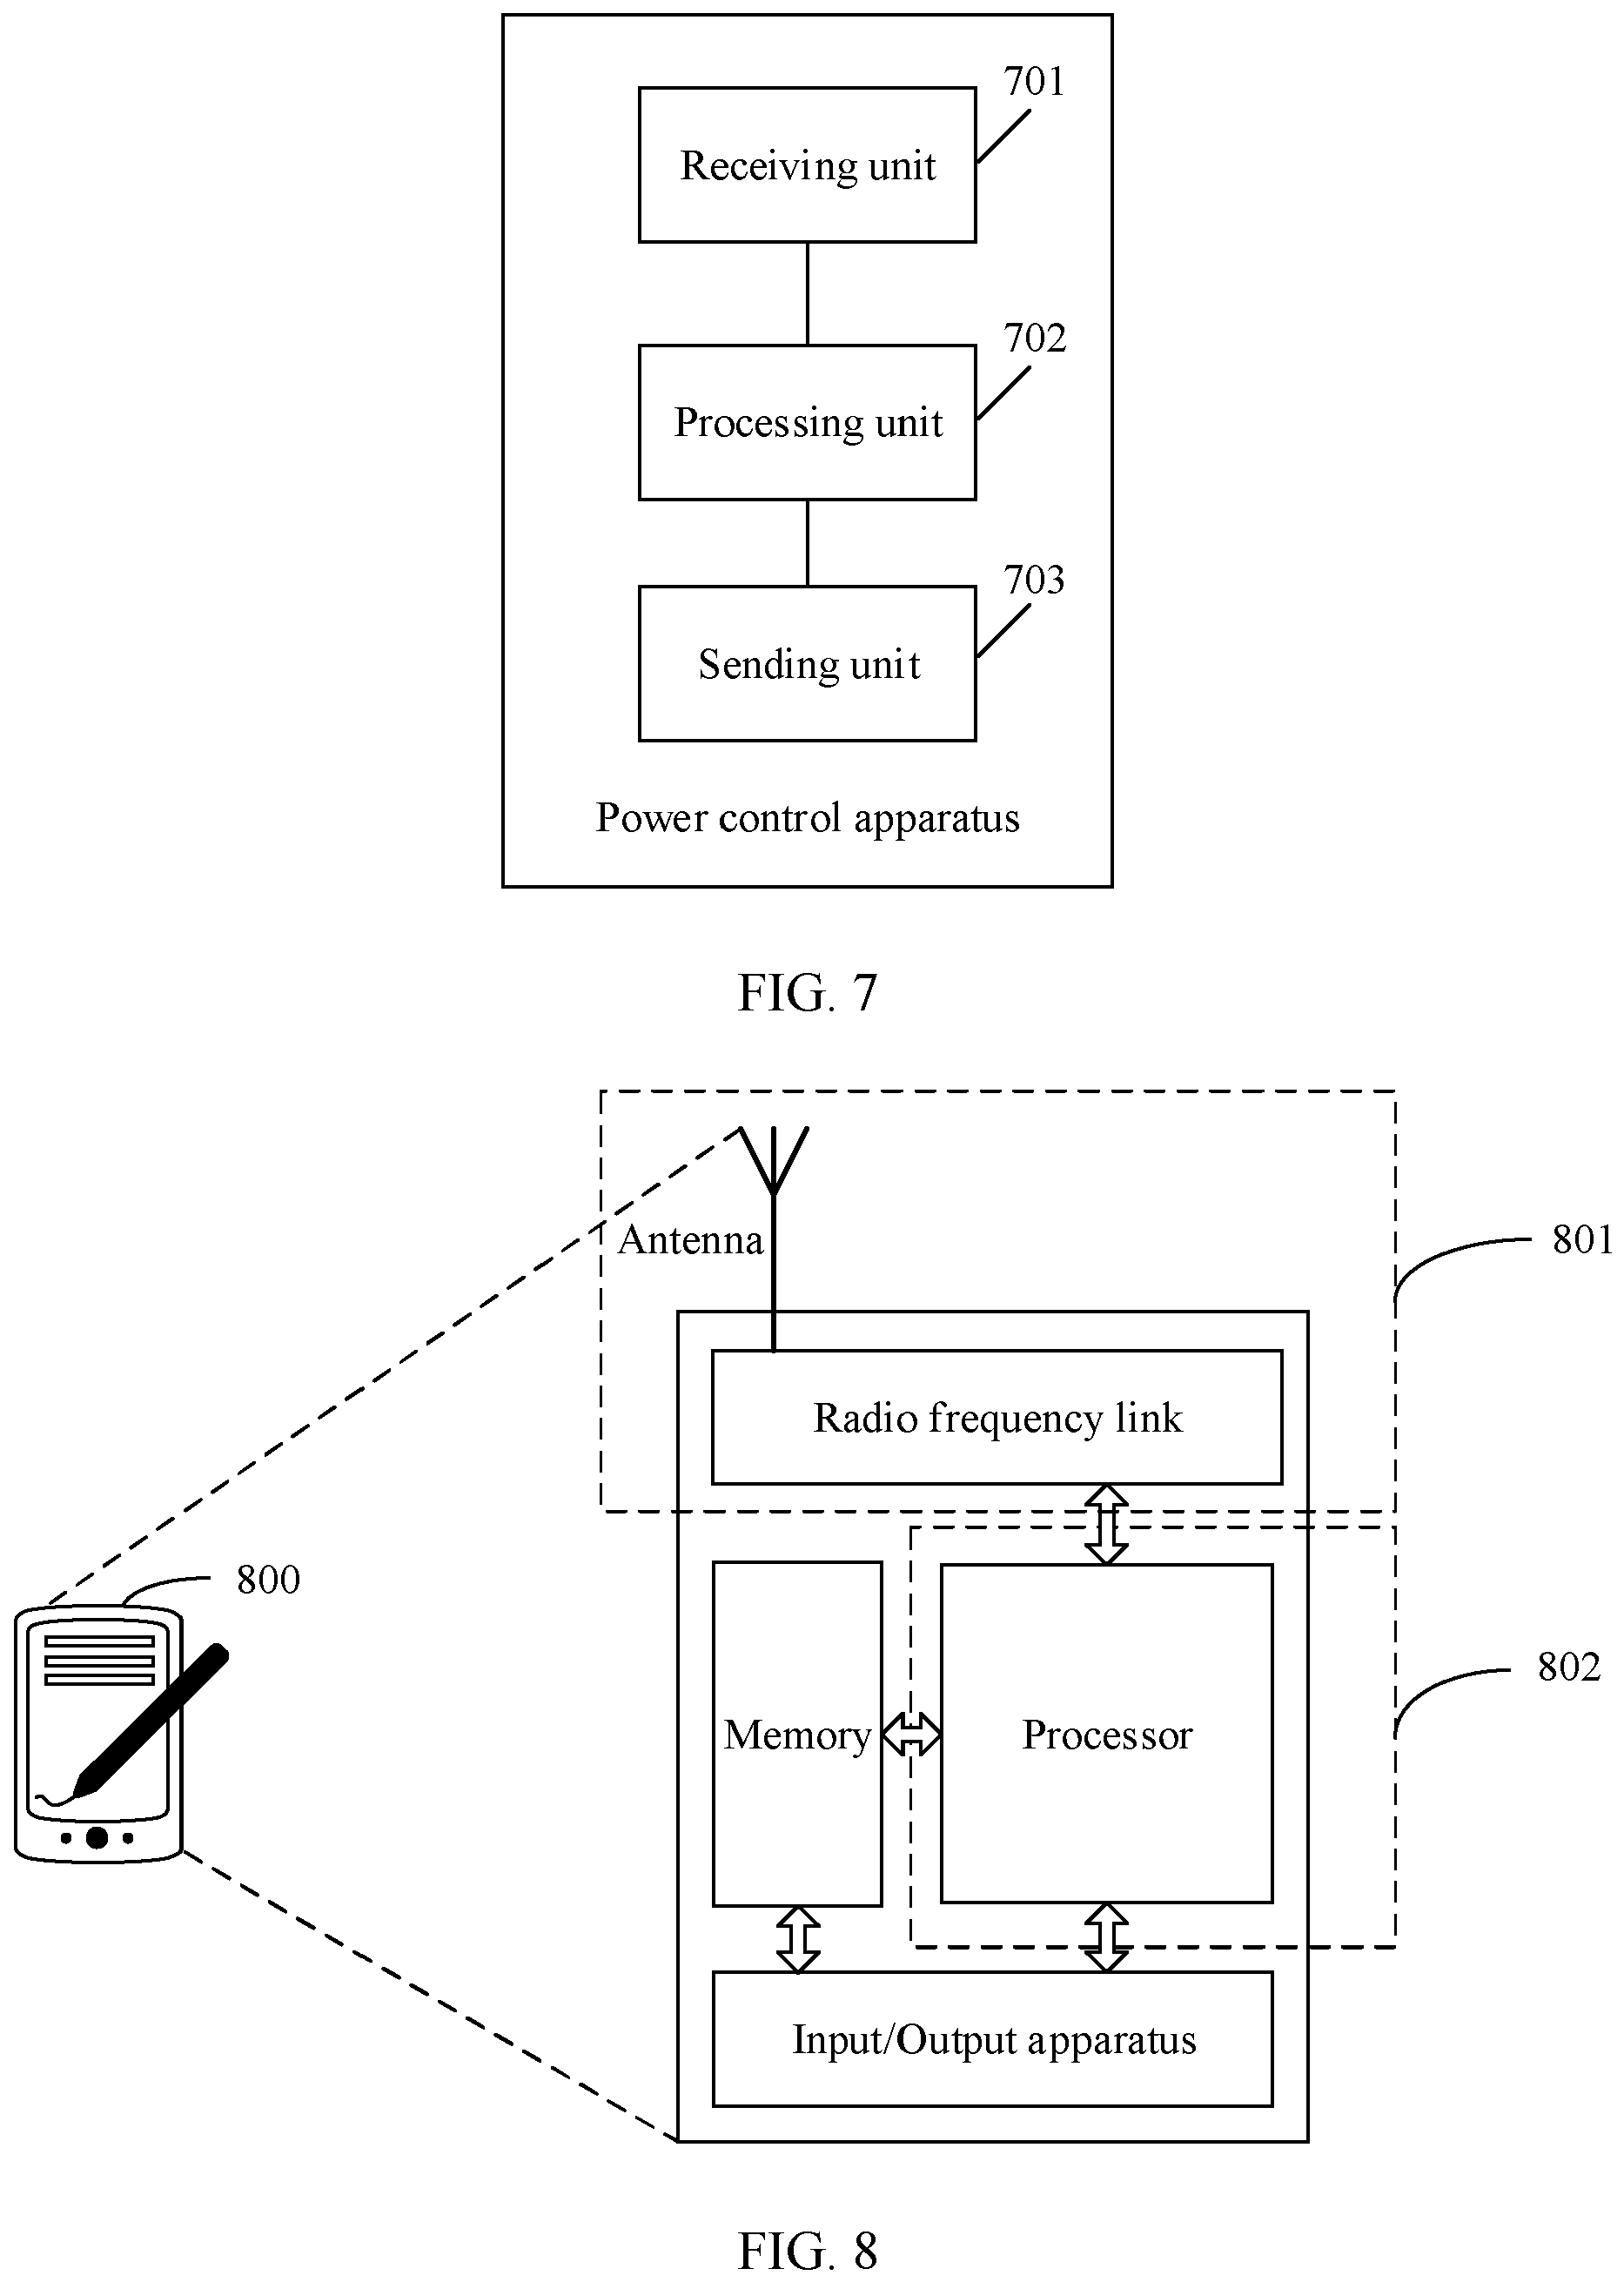 701
Receiving unit
702
Processing unit
703
Sending unit
Power control apparatus
FIG. 7
Antenna
801
Radio frequency link
800
802
Memory
Processor
Input/Output apparatus
FIG. 8